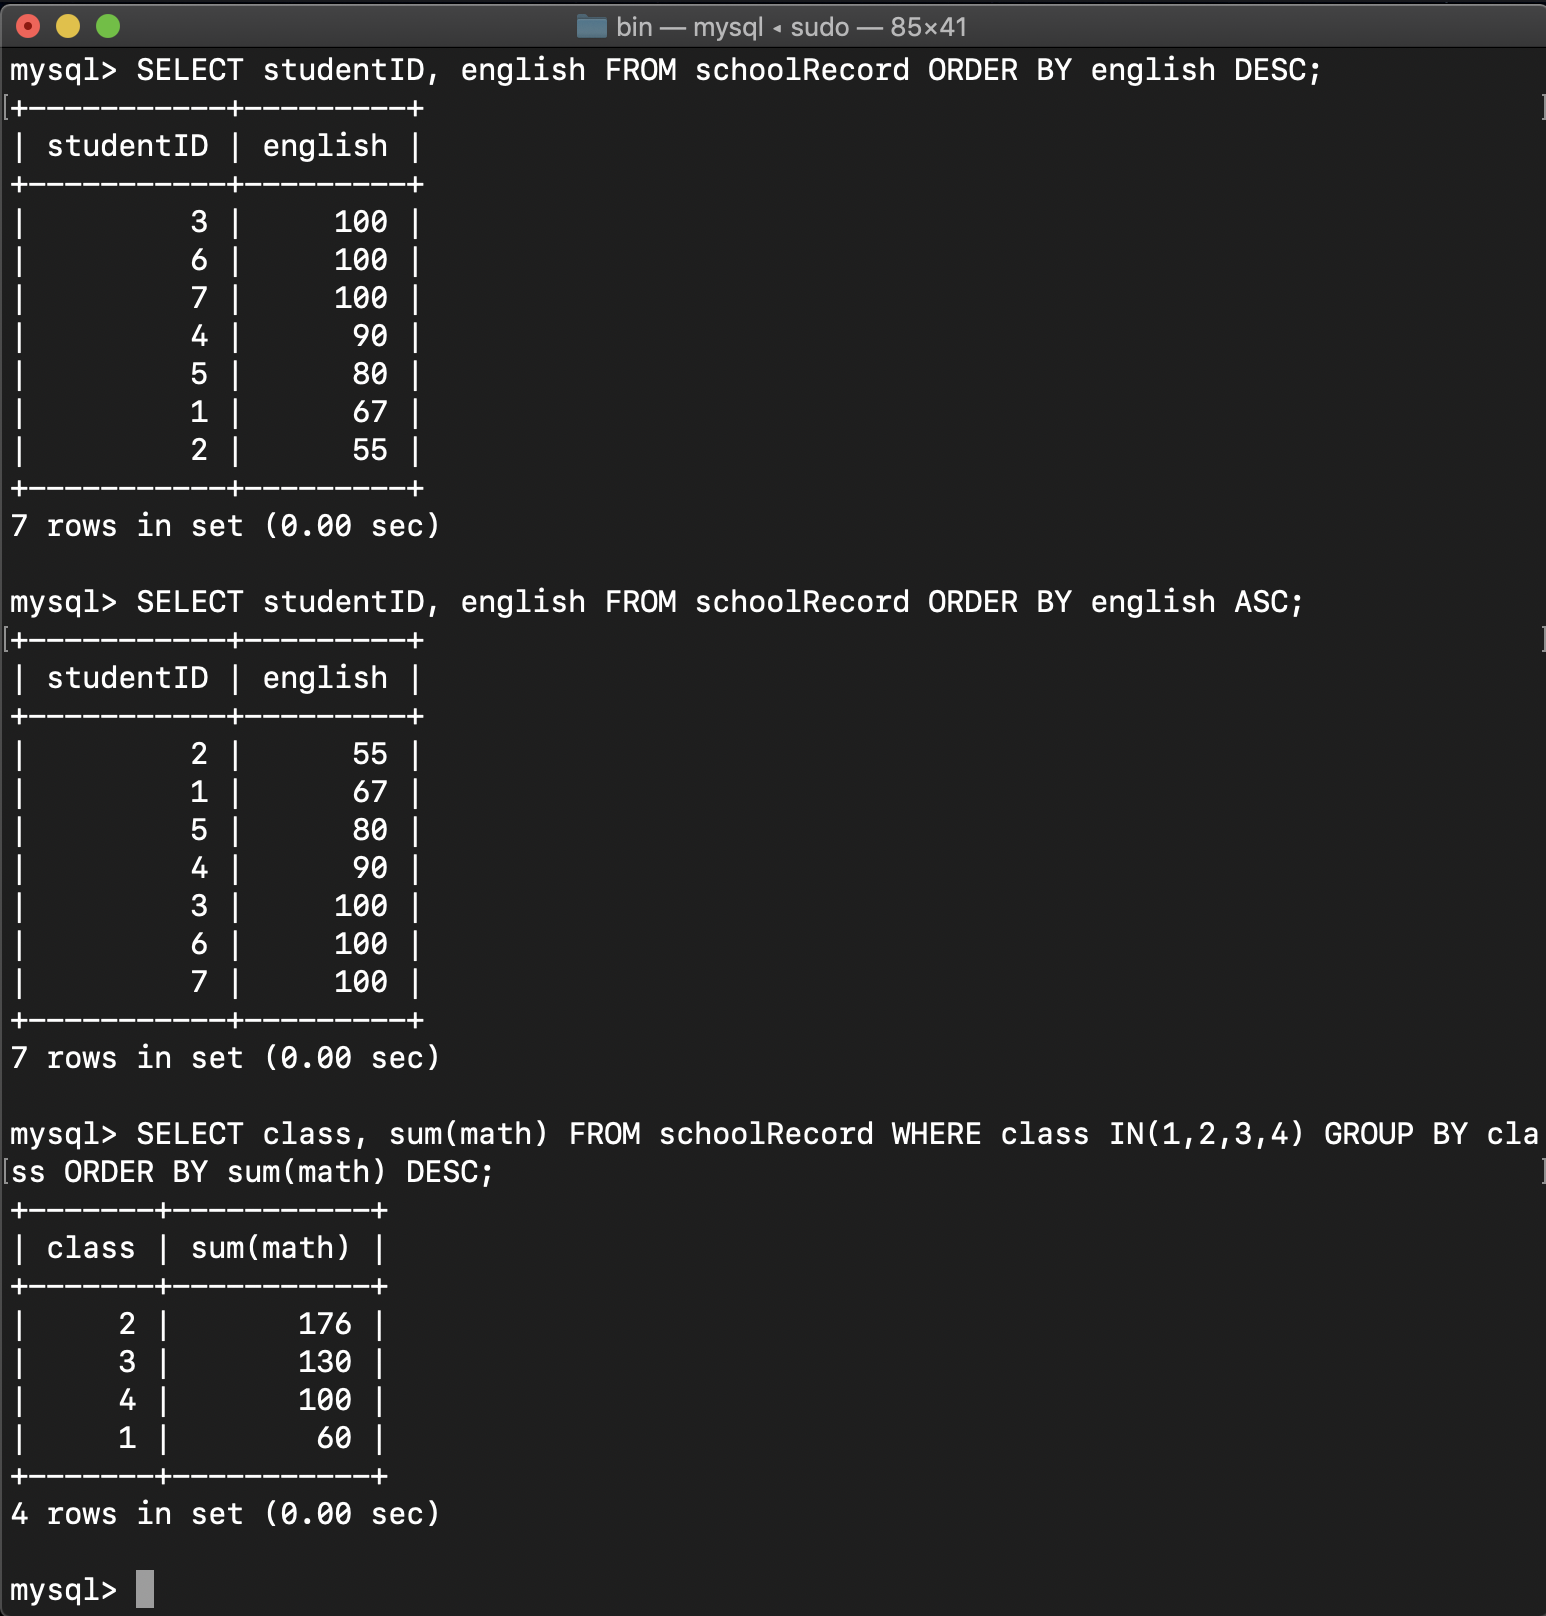 bin — mysql ◂ sudo — 85×41
mysql> SELECT studentID, english FROM schoolRecord ORDER BY english DESC;
+-----------+---------+
| studentID | english |
+-----------+---------+
|         3 |     100 |
|         6 |     100 |
|         7 |     100 |
|         4 |      90 |
|         5 |      80 |
|         1 |      67 |
|         2 |      55 |
+-----------+---------+
7 rows in set (0.00 sec)
mysql> SELECT studentID, english FROM schoolRecord ORDER BY english ASC;
+-----------+---------+
| studentID | english |
+-----------+---------+
|         2 |      55 |
|         1 |      67 |
|         5 |      80 |
|         4 |      90 |
|         3 |     100 |
|         6 |     100 |
|         7 |     100 |
+-----------+---------+
7 rows in set (0.00 sec)
mysql> SELECT class, sum(math) FROM schoolRecord WHERE class IN(1,2,3,4) GROUP BY cla
ss ORDER BY sum(math) DESC;
+-------+-----------+
| class | sum(math) |
+-------+-----------+
|     2 |       176 |
|     3 |       130 |
|     4 |       100 |
|     1 |        60 |
+-------+-----------+
4 rows in set (0.00 sec)
mysql>